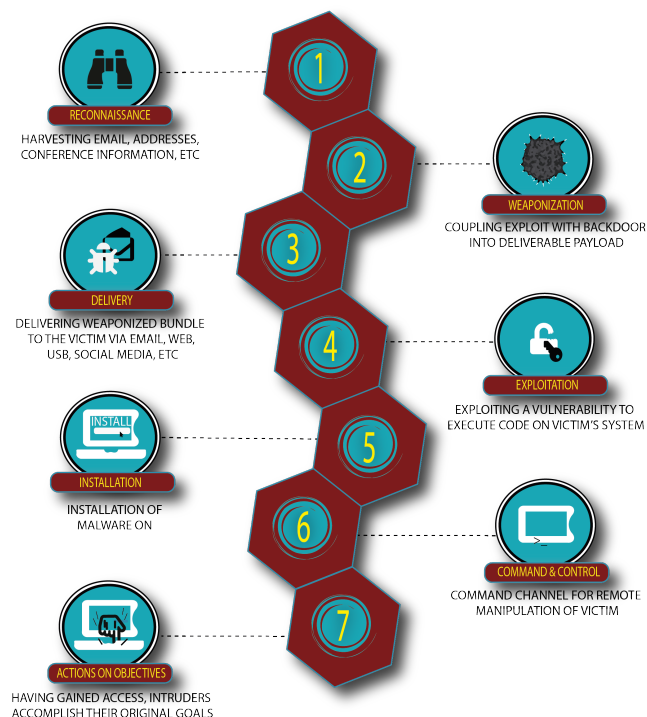 1
RECONNAISSANCE
HARVESTING EMAIL, ADDRESSES,
CONFERENCE INFORMATION, ETC
2
WEAPONIZATION
COUPLING EXPLOIT WITH BACKDOOR
INTO DELIVERABLE PAYLOAD
3
DELIVERY
DELIVERING WEAPONIZED BUNDLE
TO THE VICTIM VIA EMAIL, WEB,
USB, SOCIAL MEDIA, ETC
4
EXPLOITATION
EXPLOITING A VULNERABILITY TO
EXECUTE CODE ON VICTIM'S SYSTEM
5
INSTALL
INSTALLATION
INSTALLATION OF
MALWARE ON
6
>_
COMMAND & CONTROL
COMMAND CHANNEL FOR REMOTE
MANIPULATION OF VICTIM
7
ACTIONS ON OBJECTIVES
HAVING GAINED ACCESS, INTRUDERS
ACCOMPLISH THEIR ORIGINAL GOALS